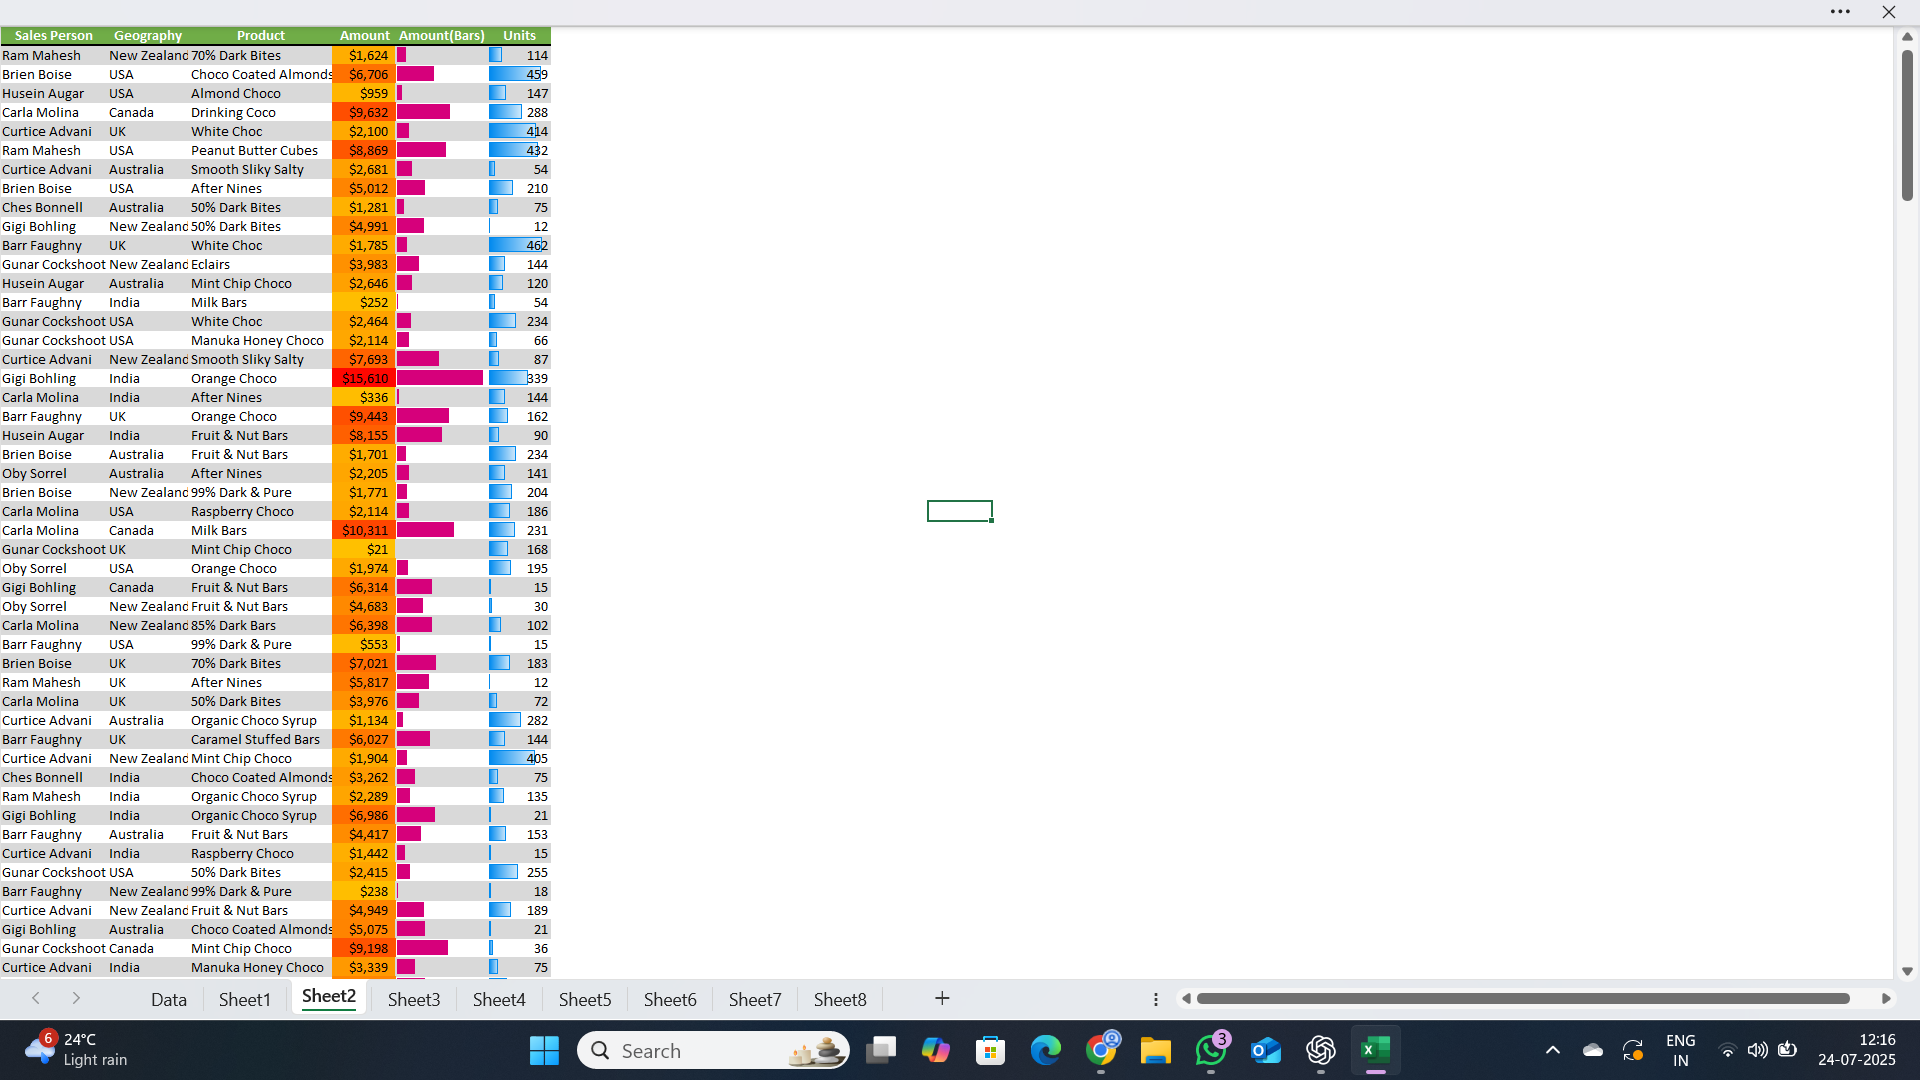 Sales Person Geography Product Amount Amount(Bars) Units
Ram Mahesh New Zealand 70% Dark Bites $1,624 114
Brien Boise USA Choco Coated Almonds $6,706 459
Husein Augar USA Almond Choco $959 147
Carla Molina Canada Drinking Coco $9,632 288
Curtice Advani UK White Choc $2,100 414
Ram Mahesh USA Peanut Butter Cubes $8,869 432
Curtice Advani Australia Smooth Sliky Salty $2,681 54
Brien Boise USA After Nines $5,012 210
Ches Bonnell Australia 50% Dark Bites $1,281 75
Gigi Bohling New Zealand 50% Dark Bites $4,991 12
Barr Faughny UK White Choc $1,785 462
Gunar Cockshoot New Zealand Eclairs $3,983 144
Husein Augar Australia Mint Chip Choco $2,646 120
Barr Faughny India Milk Bars $252 54
Gunar Cockshoot USA White Choc $2,464 234
Gunar Cockshoot USA Manuka Honey Choco $2,114 66
Curtice Advani New Zealand Smooth Sliky Salty $7,693 87
Gigi Bohling India Orange Choco $15,610 339
Carla Molina India After Nines $336 144
Barr Faughny UK Orange Choco $9,443 162
Husein Augar India Fruit & Nut Bars $8,155 90
Brien Boise Australia Fruit & Nut Bars $1,701 234
Oby Sorrel Australia After Nines $2,205 141
Brien Boise New Zealand 99% Dark & Pure $1,771 204
Carla Molina USA Raspberry Choco $2,114 186
Carla Molina Canada Milk Bars $10,311 231
Gunar Cockshoot UK Mint Chip Choco $21 168
Oby Sorrel USA Orange Choco $1,974 195
Gigi Bohling Canada Fruit & Nut Bars $6,314 15
Oby Sorrel New Zealand Fruit & Nut Bars $4,683 30
Carla Molina New Zealand 85% Dark Bars $6,398 102
Barr Faughny USA 99% Dark & Pure $553 15
Brien Boise UK 70% Dark Bites $7,021 183
Ram Mahesh UK After Nines $5,817 12
Carla Molina UK 50% Dark Bites $3,976 72
Curtice Advani Australia Organic Choco Syrup $1,134 282
Barr Faughny UK Caramel Stuffed Bars $6,027 144
Curtice Advani New Zealand Mint Chip Choco $1,904 405
Ches Bonnell India Choco Coated Almonds $3,262 75
Ram Mahesh India Organic Choco Syrup $2,289 135
Gigi Bohling India Organic Choco Syrup $6,986 21
Barr Faughny Australia Fruit & Nut Bars $4,417 153
Curtice Advani India Raspberry Choco $1,442 15
Gunar Cockshoot USA 50% Dark Bites $2,415 255
Barr Faughny New Zealand 99% Dark & Pure $238 18
Curtice Advani New Zealand Fruit & Nut Bars $4,949 189
Gigi Bohling Australia Choco Coated Almonds $5,075 21
Gunar Cockshoot Canada Mint Chip Choco $9,198 36
Curtice Advani India Manuka Honey Choco $3,339 75
Data Sheet1 Sheet2 Sheet3 Sheet4 Sheet5 Sheet6 Sheet7 Sheet8
6 24°C
Light rain
Search
3
ENG
IN
12:16
24-07-2025